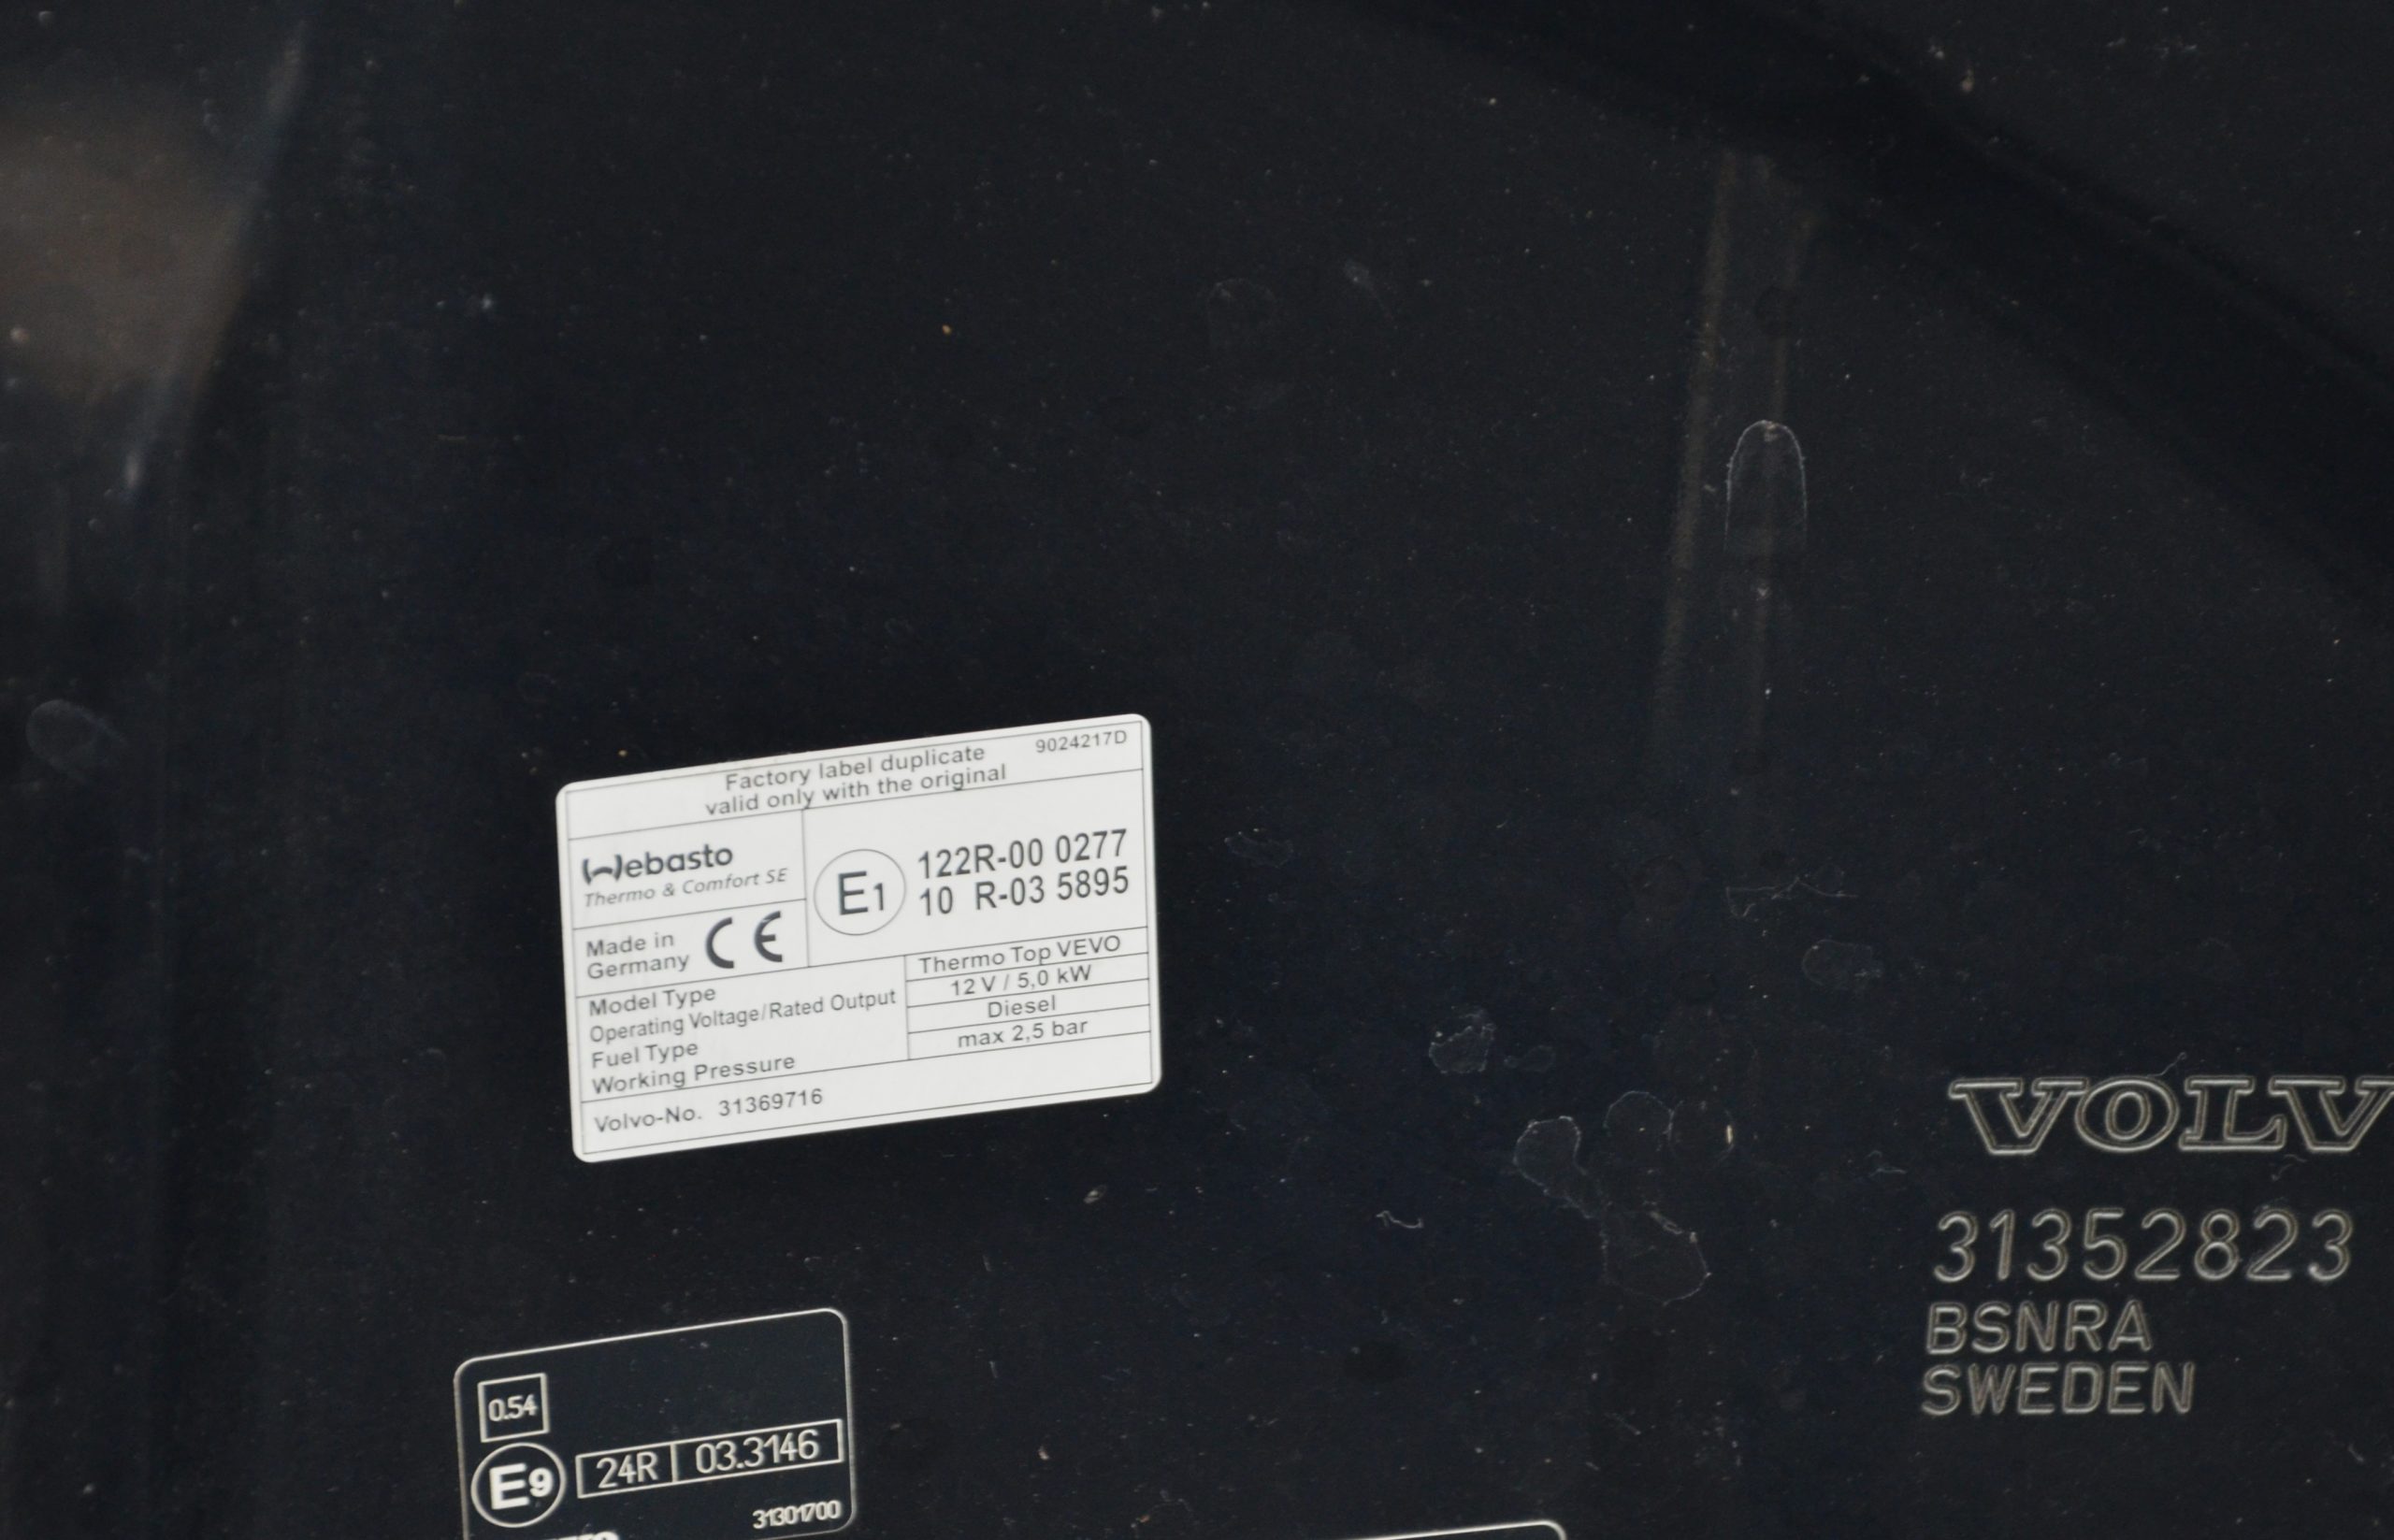 Factory label duplicate
valid only with the original
9024217D
Webasto
Thermo & Comfort SE
Made in
Germany
CE
E1
122R-00 0277
10 R-03 5895
Model Type
Thermo Top VEVO
Operating Voltage/Rated Output
12 V / 5,0 kW
Fuel Type
Diesel
Working Pressure
max 2,5 bar
Volvo-No. 31369716
VOLV
31352823
BSNRA
SWEDEN
0.54
E9
24R 03.3146
31301700